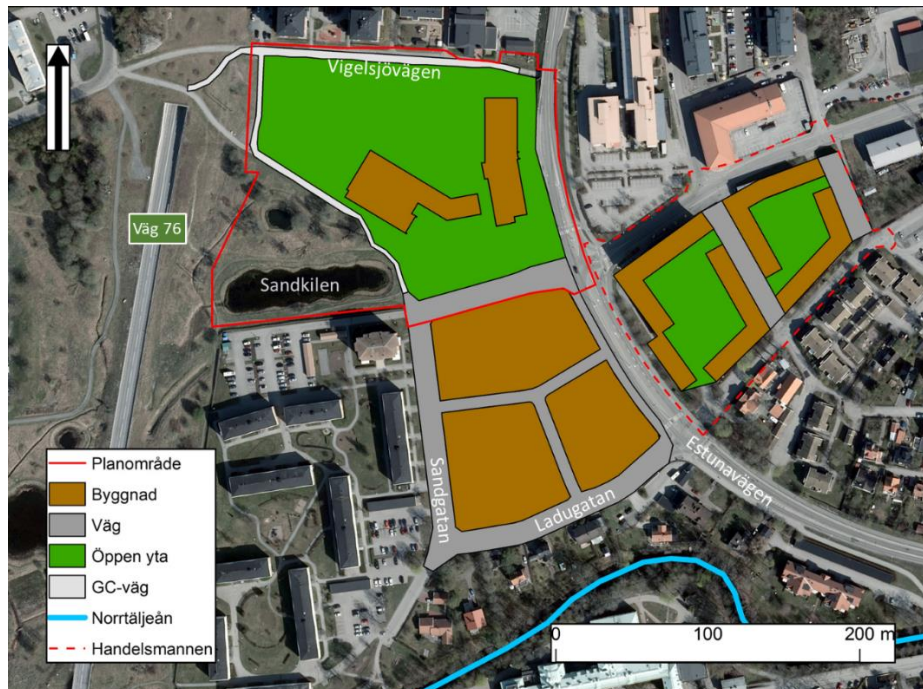 Vigelsjövägen
Väg 76
Sandkilen
Sandgatan
Ladugatan
Estunavägen
Planområde
Byggnad
Väg
Öppen yta
GC-väg
Norrtäljeån
Handelsmannen
0 100 200 m